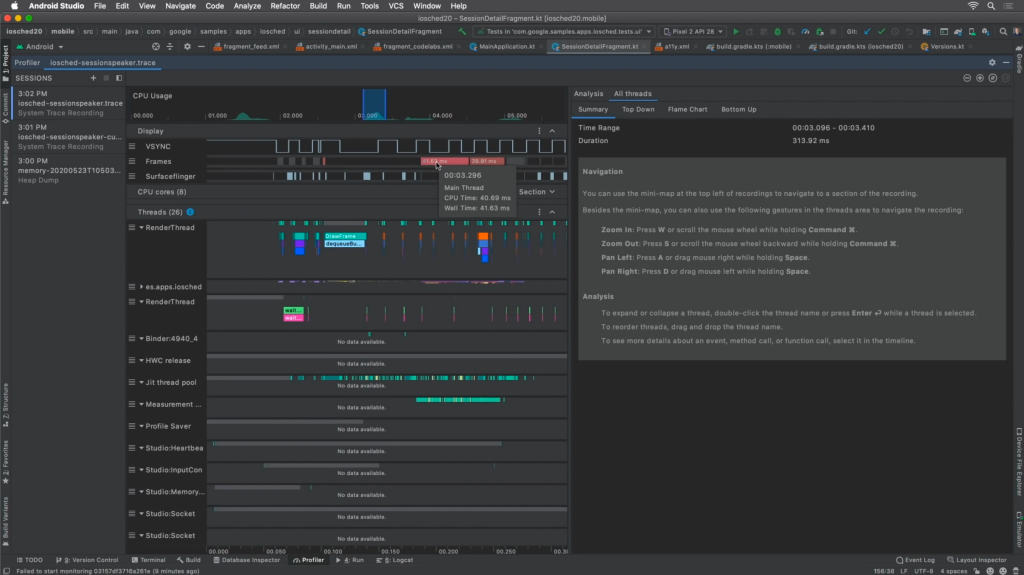 Android Studio File Edit View Navigate Code Analyze Refactor Build Run Tools VCS Window Help
iosched20 – SessionDetailFragment.kt [iosched20.mobile]
iosched20 mobile src main java com google samples apps iosched ui sessiondetail SessionDetailFragment
Tests in 'com.google.samples.apps.iosched.tests.ui'
Pixel 2 API 28
Git:
Android
fragment_feed.xml
activity_main.xml
fragment_codelabs.xml
MainApplication.kt
SessionDetailFragment.kt
a11y.xml
build.gradle.kts (:mobile)
build.gradle.kts (iosched20)
Versions.kt
Profiler iosched-sessionspeaker.trace
SESSIONS
3:02 PM
iosched-sessionspeaker.trace
System Trace Recording
3:01 PM
iosched-sessionspeaker-cu...
System Trace Recording
3:00 PM
memory-20200523T10503...
Heap Dump
CPU Usage
00.000 01.000 02.000 03.000 04.000 05.000
Display
VSYNC
Frames
41.63 ms
Surfaceflinger
00:03.296
Main Thread
CPU Time: 40.69 ms
Wall Time: 41.63 ms
CPU cores (8)
Section
Threads (26)
RenderThread
DrawFrame
dequeueBu...
es.apps.iosched
RenderThread
wait...
wait...
Binder:4940_4
No data available.
HWC release
No data available.
Jit thread pool
No data available.
Measurement ...
No data available.
Profile Saver
No data available.
Studio:Heartbea
No data available.
Studio:InputCon
No data available.
Studio:Memory...
No data available.
Studio:Socket
No data available.
Studio:Socket
No data available.
00.000 00.050 00.100 00.150 00.200 00.250 00.30
Analysis All threads
Summary Top Down Flame Chart Bottom Up
Time Range 00:03.096 - 00:03.410
Duration 313.92 ms
Navigation
You can use the mini-map at the top left of recordings to navigate to a section of the recording.
Besides the mini-map, you can also use the following gestures in the threads area to navigate the recording:
Zoom In: Press W or scroll the mouse wheel while holding Command ⌘.
Zoom Out: Press S or scroll the mouse wheel backward while holding Command ⌘.
Pan Left: Press A or drag mouse right while holding Space.
Pan Right: Press D or drag mouse left while holding Space.
Analysis
To expand or collapse a thread, double-click the thread name or press Enter ⏎ while a thread is selected.
To reorder threads, drag and drop the thread name.
To see more details about an event, method call, or function call, select it in the timeline.
Project
Commit
Resource Manager
Structure
2: Favorites
Build Variants
Gradle
Device File Explorer
Emulator
TODO
9: Version Control
Terminal
Build
Database Inspector
Profiler
4: Run
6: Logcat
Event Log
Layout Inspector
156:38 LF UTF-8 4 spaces